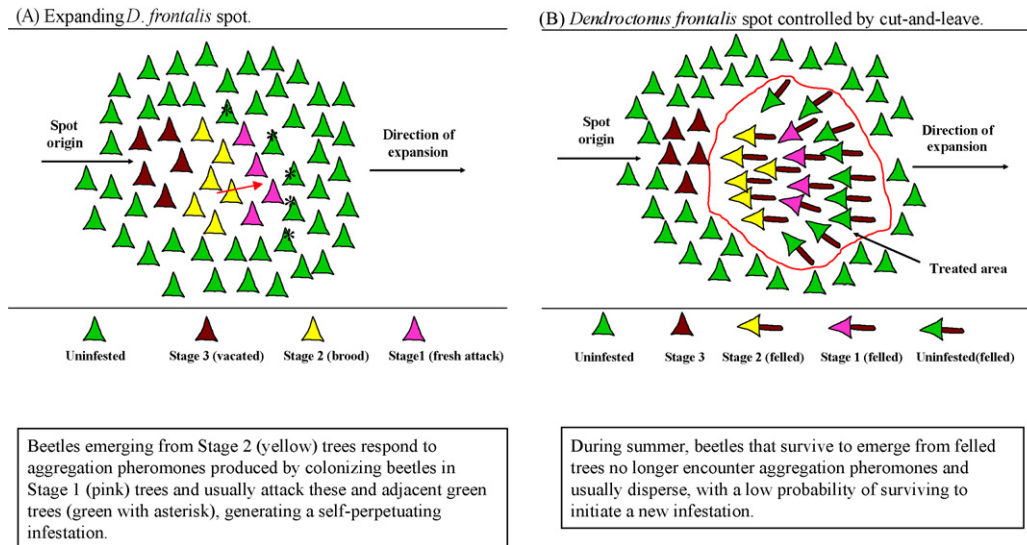 (A) Expanding D. frontalis spot.
Spot
origin
Direction of
expansion
Uninfested
Stage 3 (vacated)
Stage 2 (brood)
Stage1 (fresh attack)
Beetles emerging from Stage 2 (yellow) trees respond to
aggregation pheromones produced by colonizing beetles in
Stage 1 (pink) trees and usually attack these and adjacent green
trees (green with asterisk), generating a self-perpetuating
infestation.
(B) Dendroctonus frontalis spot controlled by cut-and-leave.
Spot
origin
Direction of
expansion
Treated area
Uninfested
Stage 3
Stage 2 (felled)
Stage 1 (felled)
Uninfested(felled)
During summer, beetles that survive to emerge from felled
trees no longer encounter aggregation pheromones and
usually disperse, with a low probability of surviving to
initiate a new infestation.